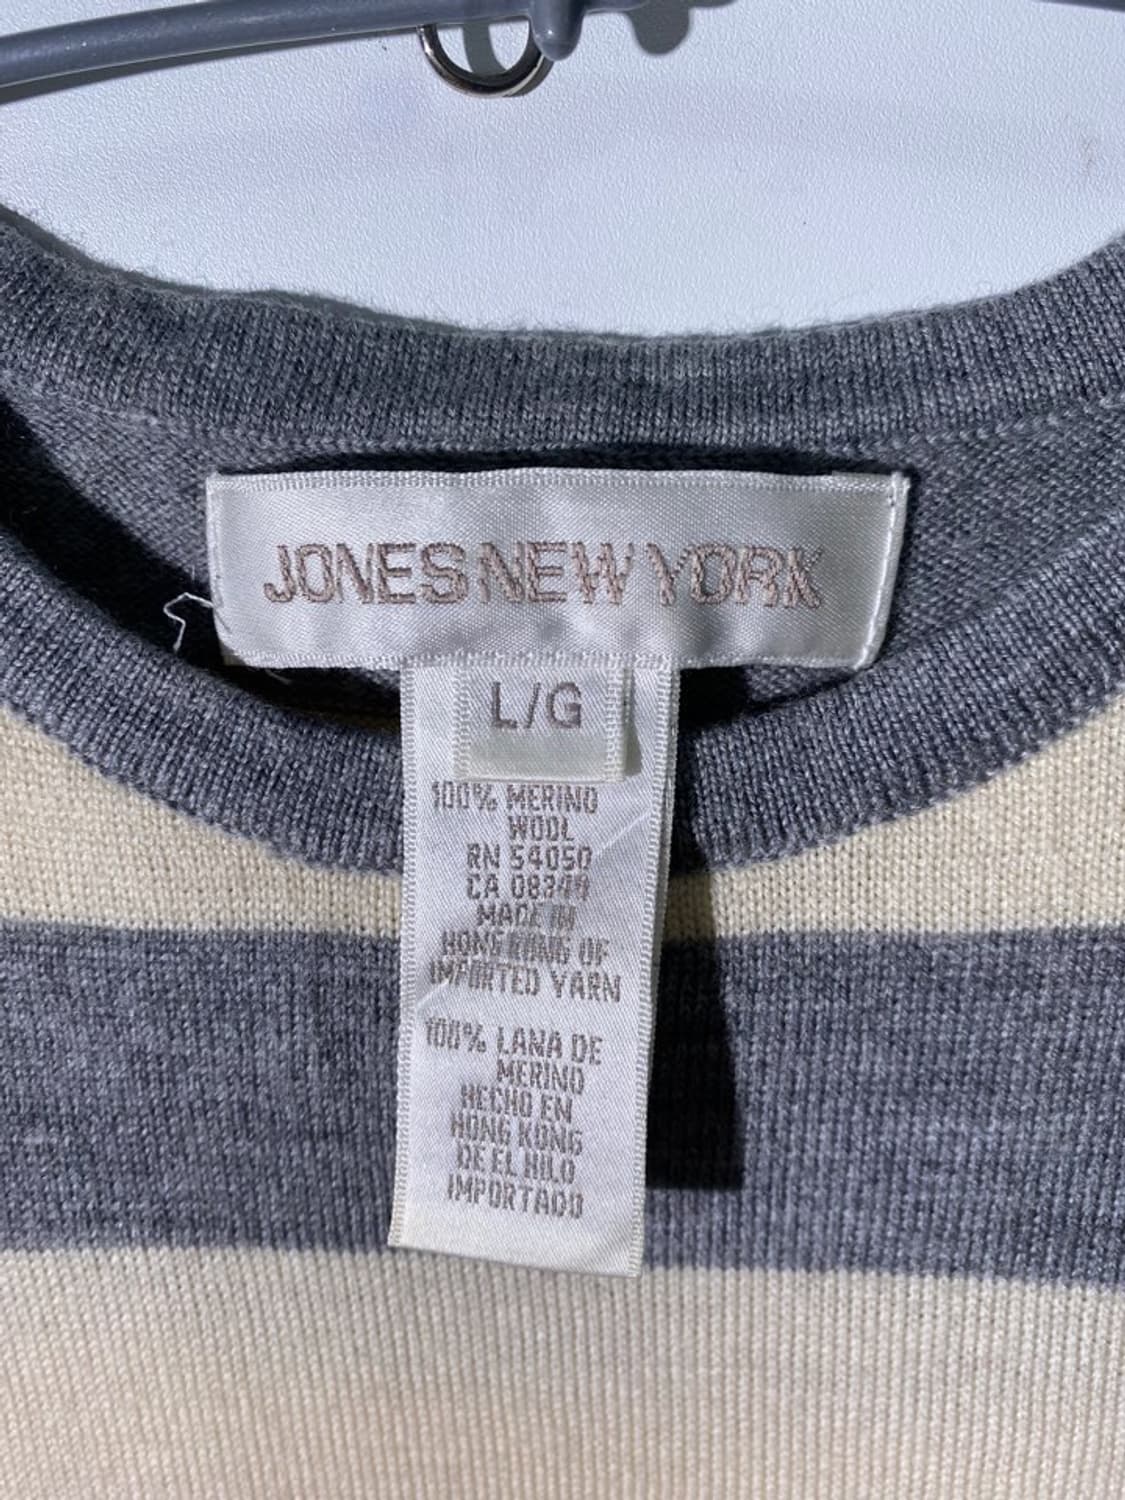 JONES NEW YORK
L/G
100% MERINO
WOOL
RN 54050
CA 08349
MADE IN
HONG KONG OF
IMPORTED YARN
100% LANA DE
MERINO
HECHO EN
HONG KONG
DE EL HILO
IMPORTADO